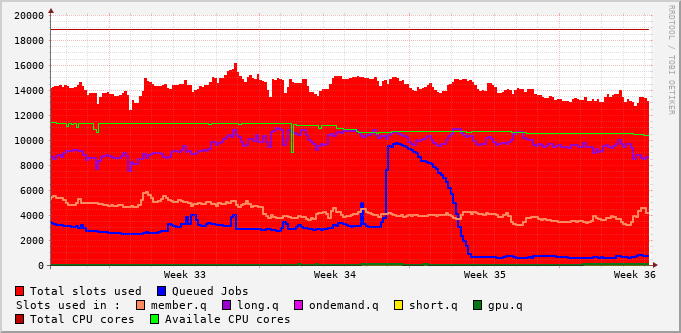 20000
18000
16000
14000
12000
10000
8000
6000
4000
2000
0
Week 33 Week 34 Week 35 Week 36
RRDTOOL / TOBI OETIKER
Total slots used Queued Jobs
Slots used in : member.q long.q ondemand.q short.q gpu.q
Total CPU cores Availale CPU cores